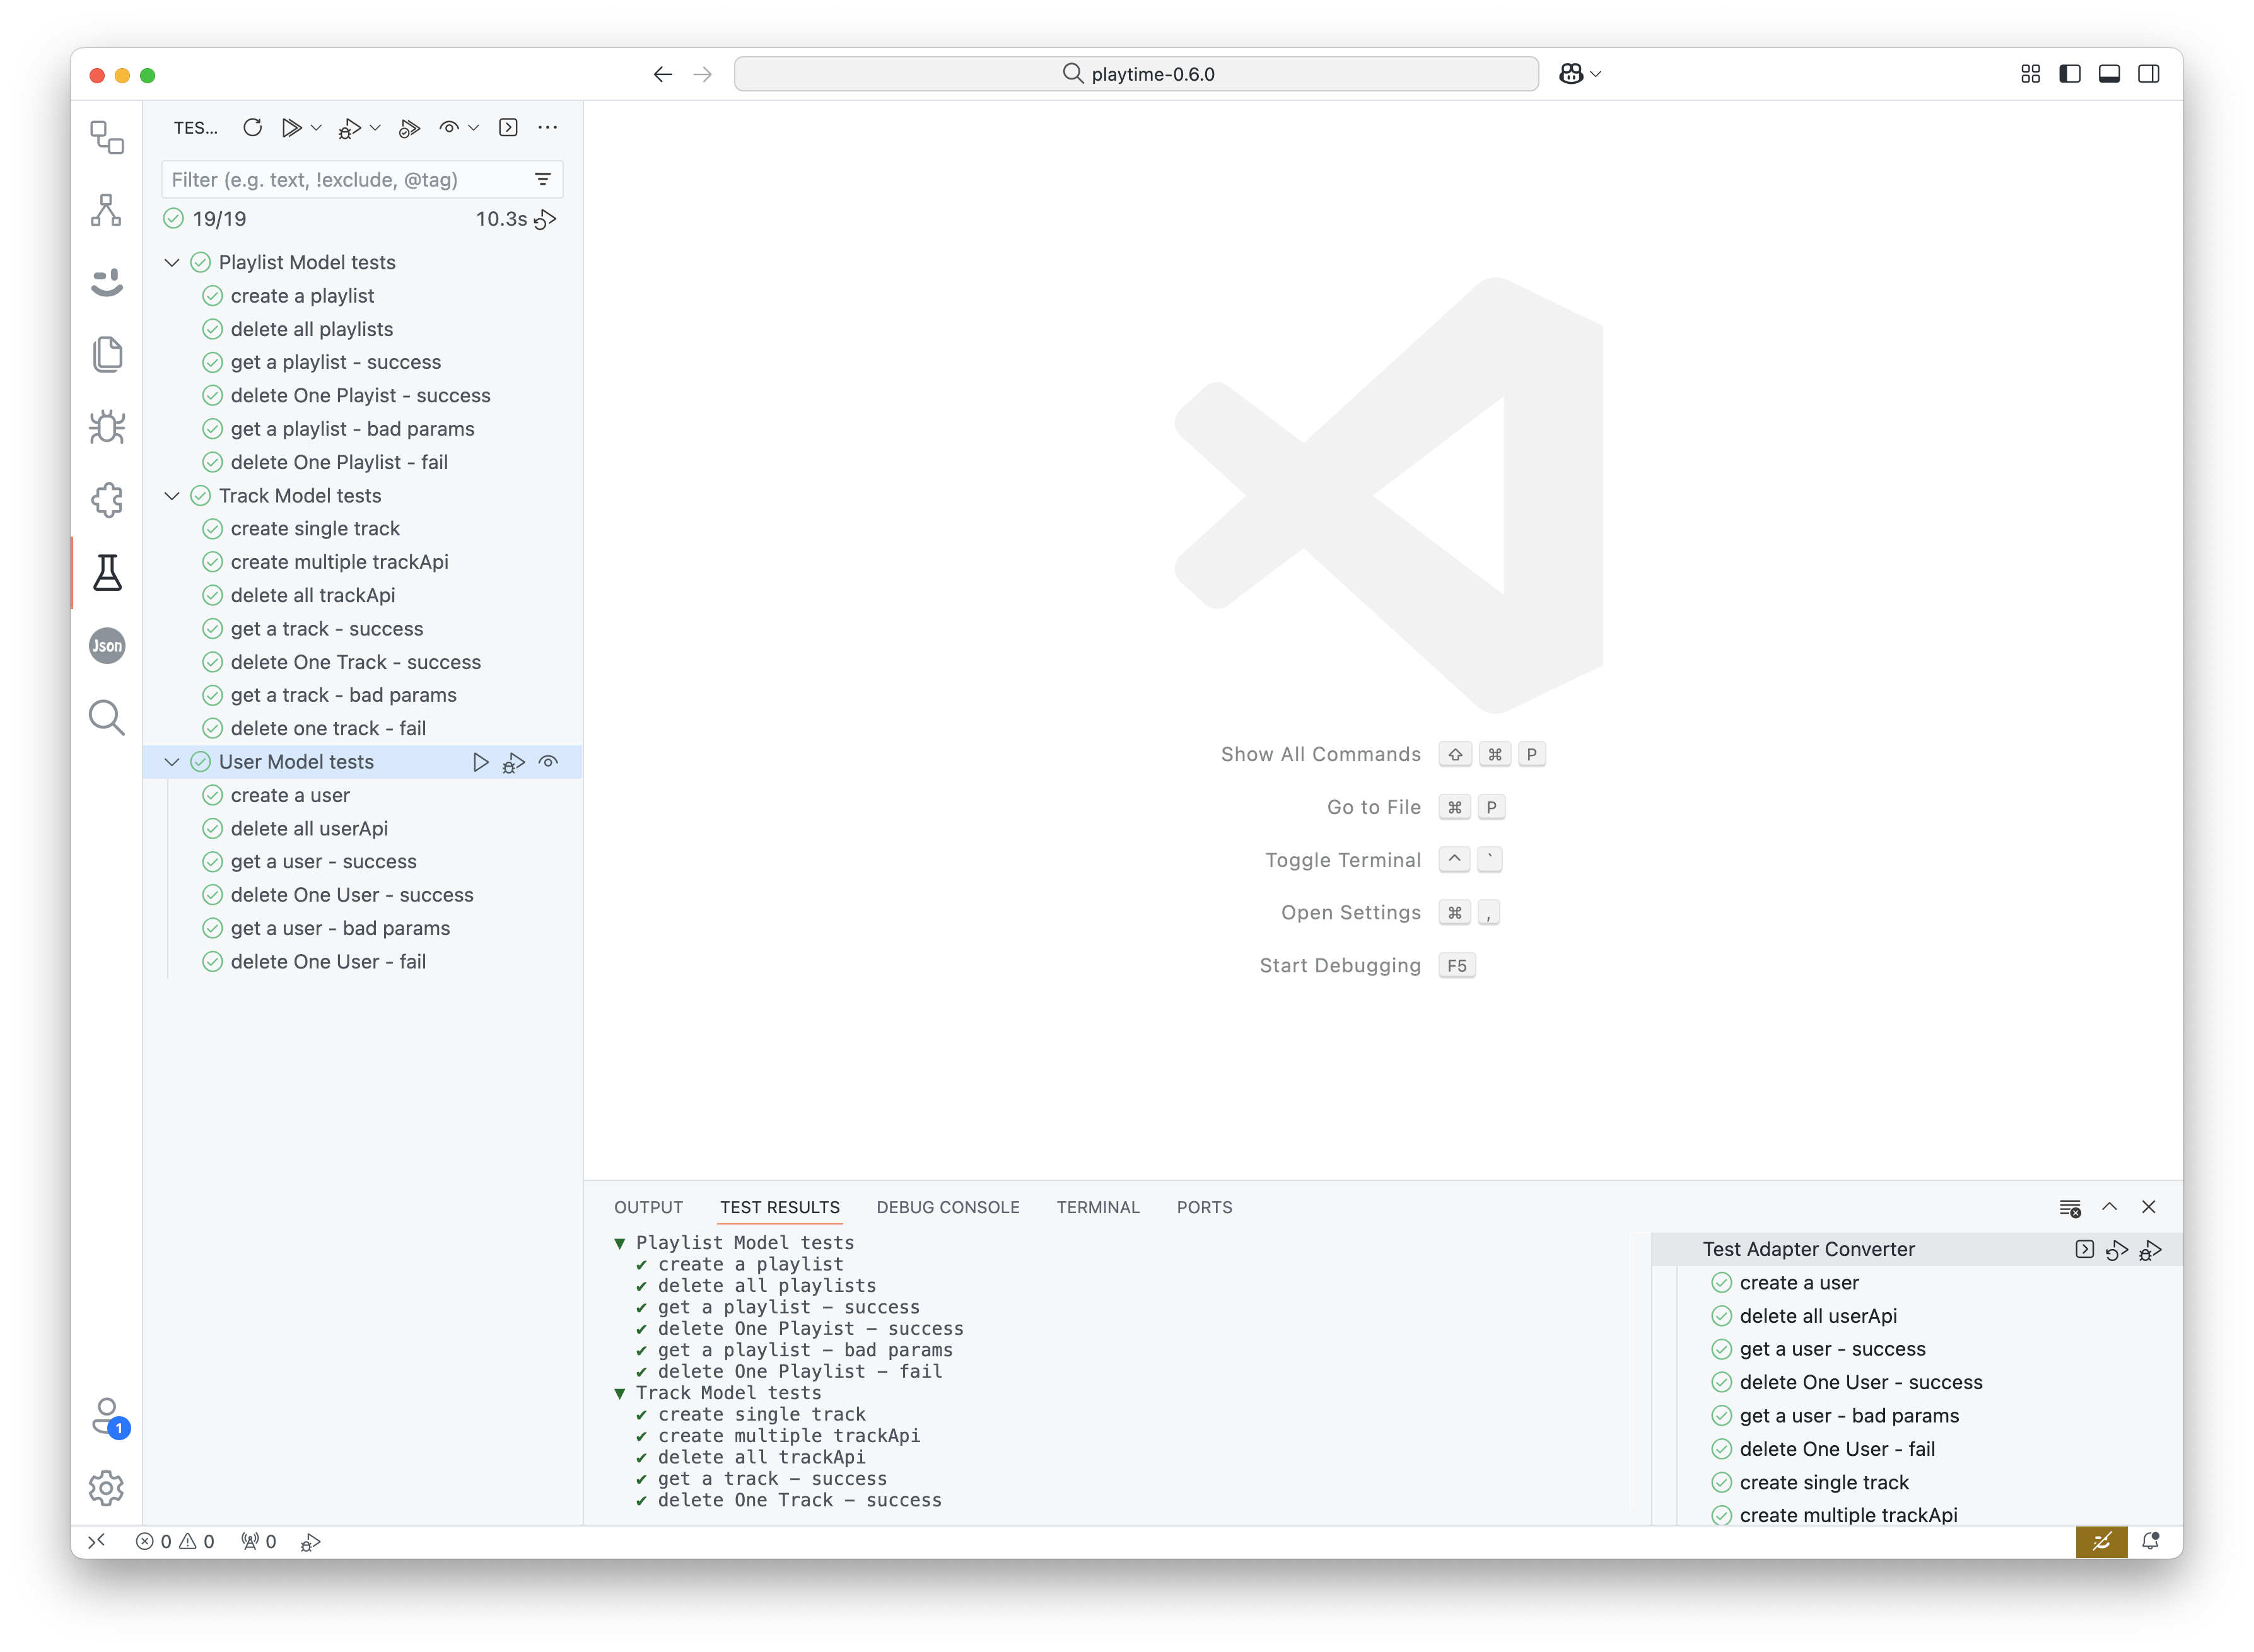 playtime-0.6.0
TES...
Filter (e.g. text, !exclude, @tag)
19/19 10.3s
Playlist Model tests
create a playlist
delete all playlists
get a playlist - success
delete One Playist - success
get a playlist - bad params
delete One Playlist - fail
Track Model tests
create single track
create multiple trackApi
delete all trackApi
get a track - success
delete One Track - success
get a track - bad params
delete one track - fail
User Model tests
create a user
delete all userApi
get a user - success
delete One User - success
get a user - bad params
delete One User - fail
Json
1
Show All Commands ⇧ ⌘ P
Go to File ⌘ P
Toggle Terminal ^ `
Open Settings ⌘ ,
Start Debugging F5
OUTPUT TEST RESULTS DEBUG CONSOLE TERMINAL PORTS
▼ Playlist Model tests
✔ create a playlist
✔ delete all playlists
✔ get a playlist – success
✔ delete One Playist – success
✔ get a playlist – bad params
✔ delete One Playlist – fail
▼ Track Model tests
✔ create single track
✔ create multiple trackApi
✔ delete all trackApi
✔ get a track – success
✔ delete One Track – success
Test Adapter Converter
create a user
delete all userApi
get a user - success
delete One User - success
get a user - bad params
delete One User - fail
create single track
create multiple trackApi
0 0 0